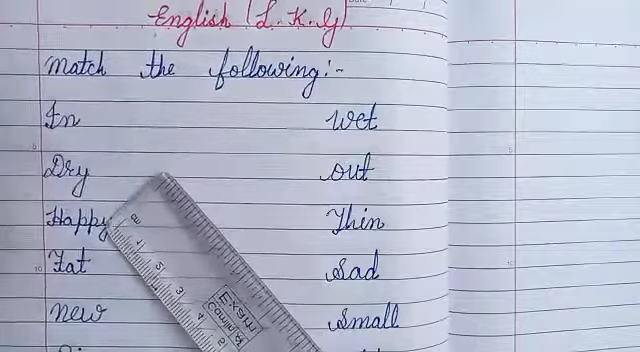 English (L.K.G)
Match the following:-
In wet
Dry out
Happy Thin
Fat Sad
New Small